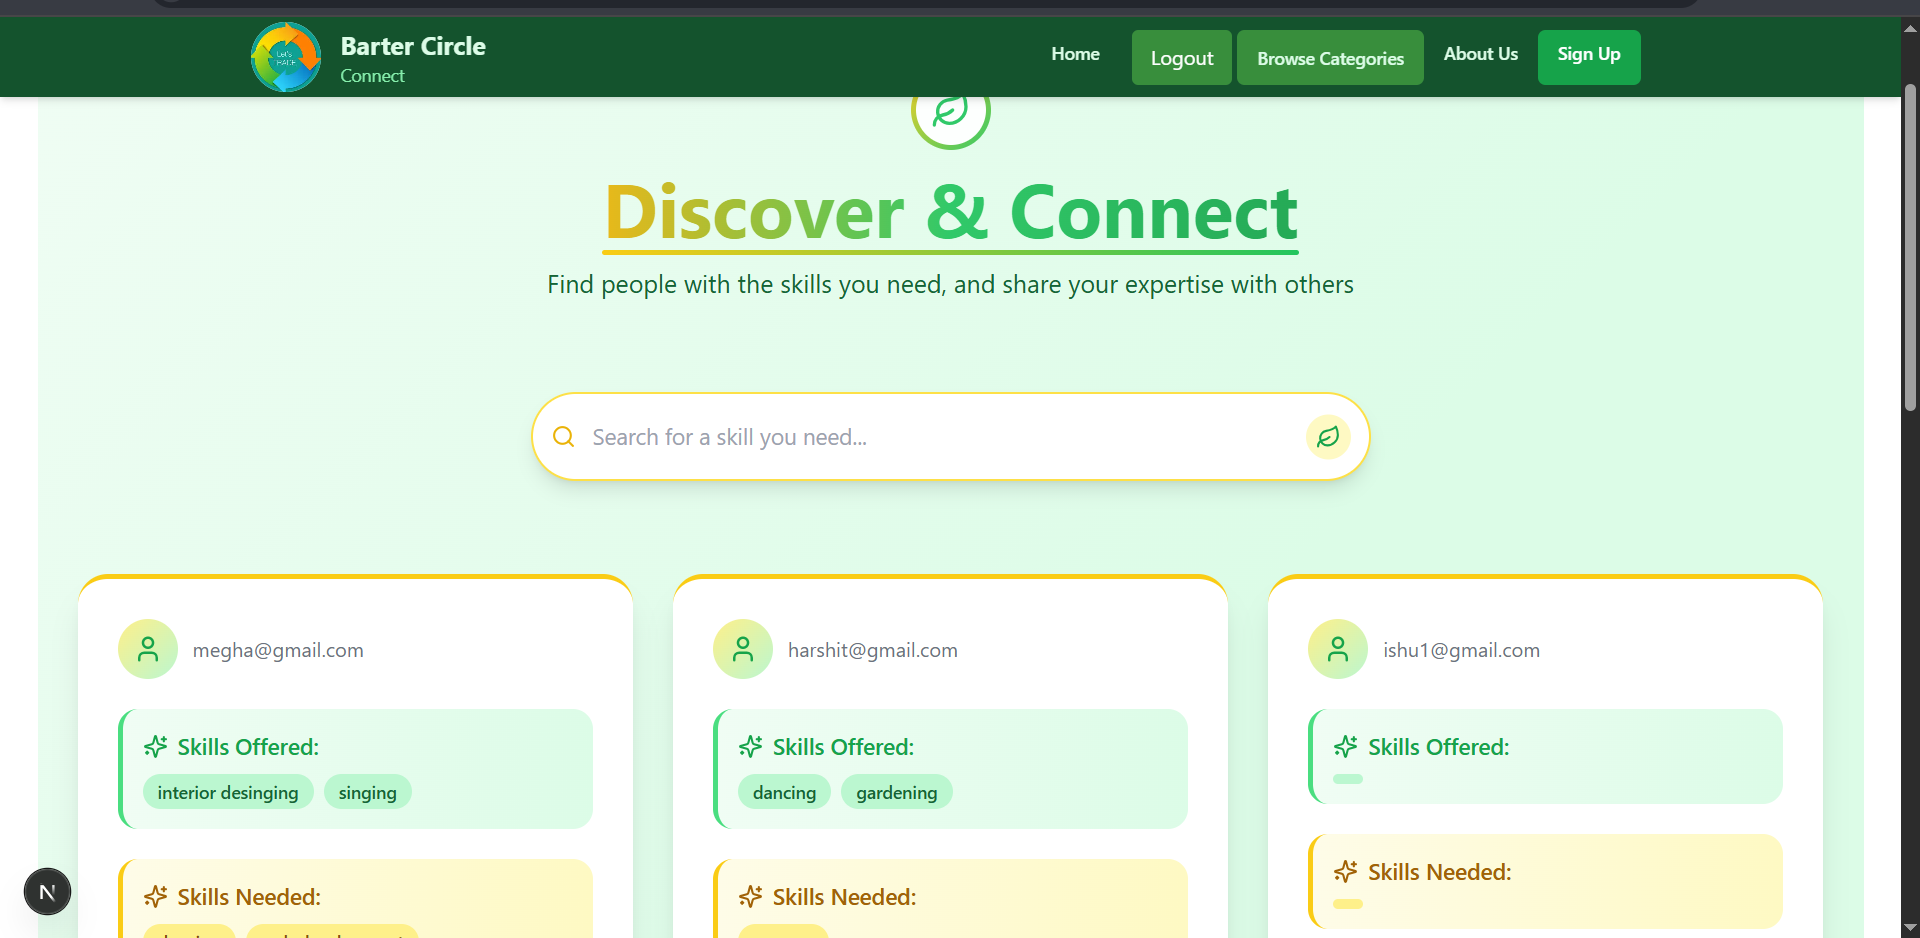 Barter Circle
Connect
Home
Logout
Browse Categories
About Us
Sign Up
Let's
TRADE
Discover & Connect
Find people with the skills you need, and share your expertise with others
Search for a skill you need...
megha@gmail.com
harshit@gmail.com
ishu1@gmail.com
Skills Offered:
interior desinging singing
Skills Offered:
dancing gardening
Skills Offered:
Skills Needed:
Skills Needed:
Skills Needed:
N